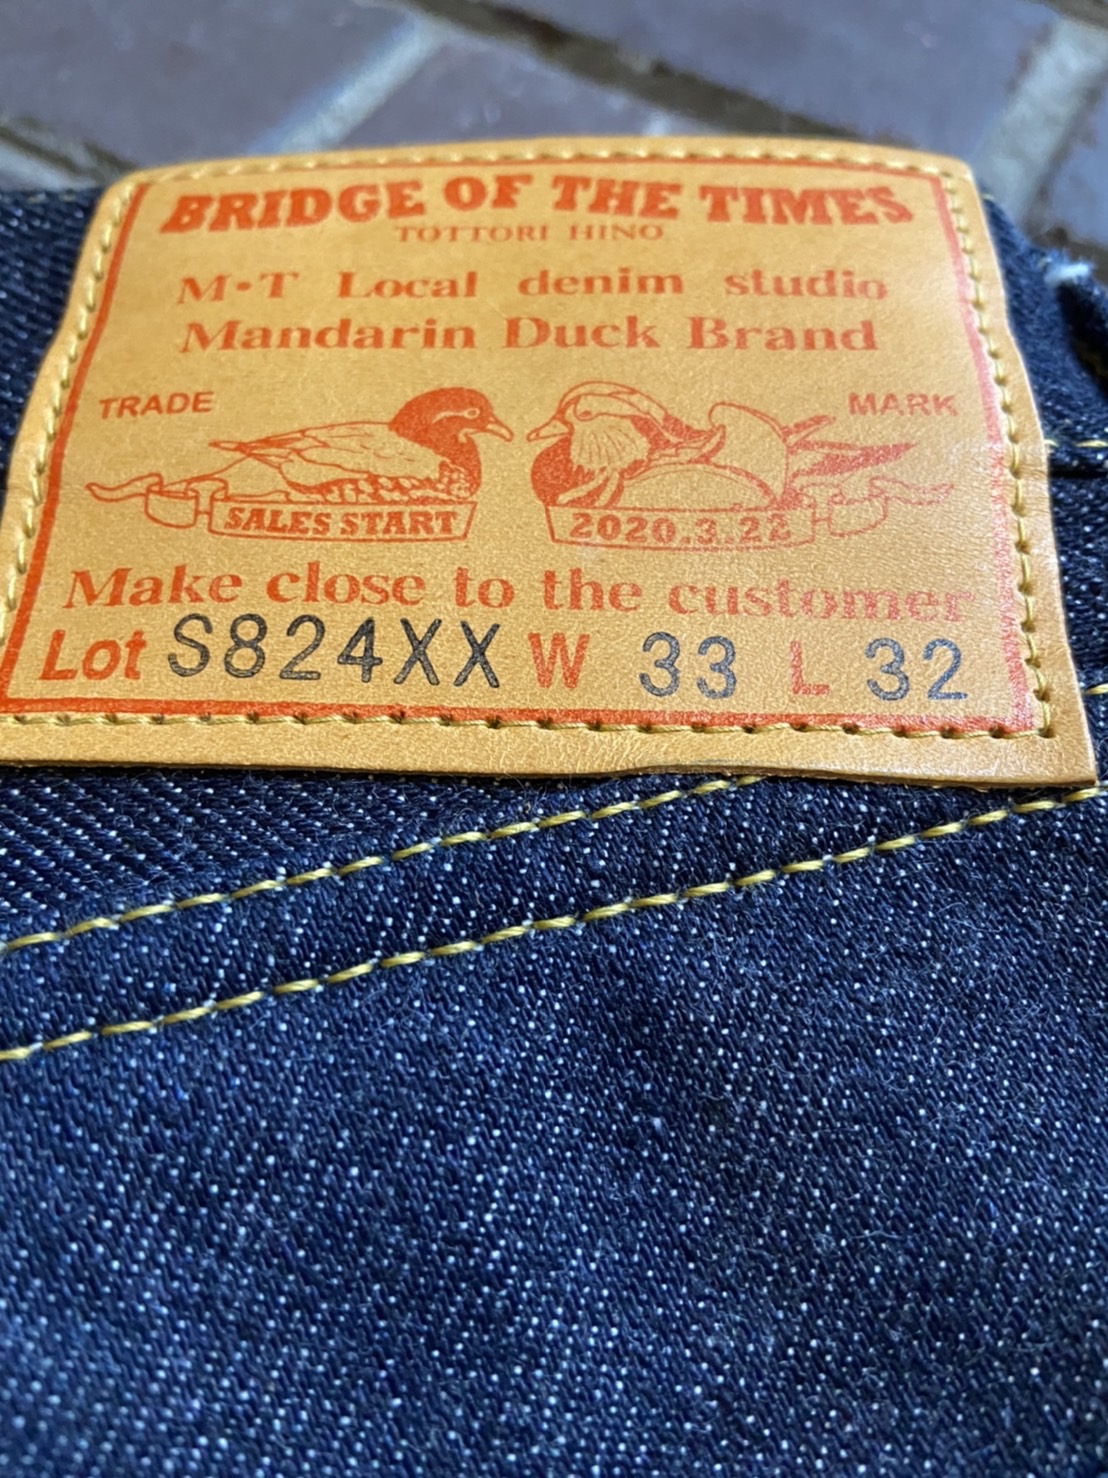 BRIDGE OF THE TIMES
TOTTORI HINO
M・T Local denim studio
Mandarin Duck Brand
TRADE MARK
SALES START 2020.3.22
Make close to the customer
Lot S824XX W 33 L 32